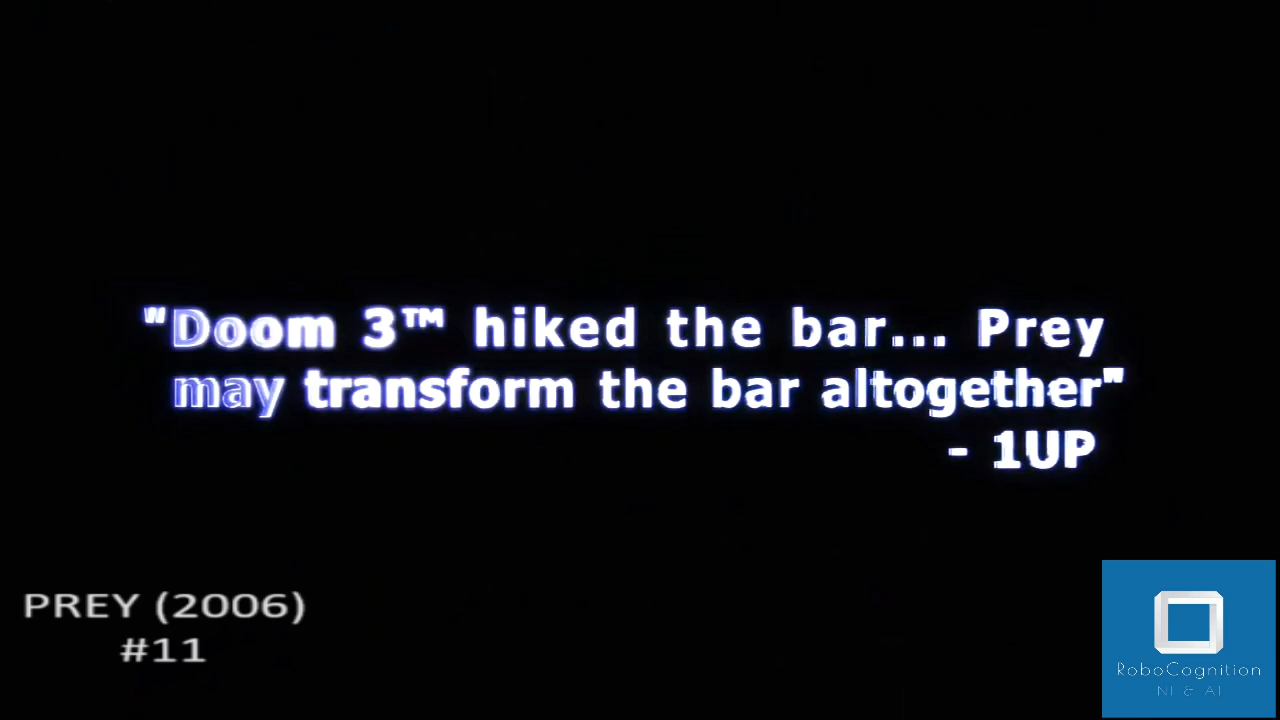 "Doom 3™ hiked the bar... Prey
may transform the bar altogether"
- 1UP
PREY (2006)
#11
RoboCognition
NI & AI